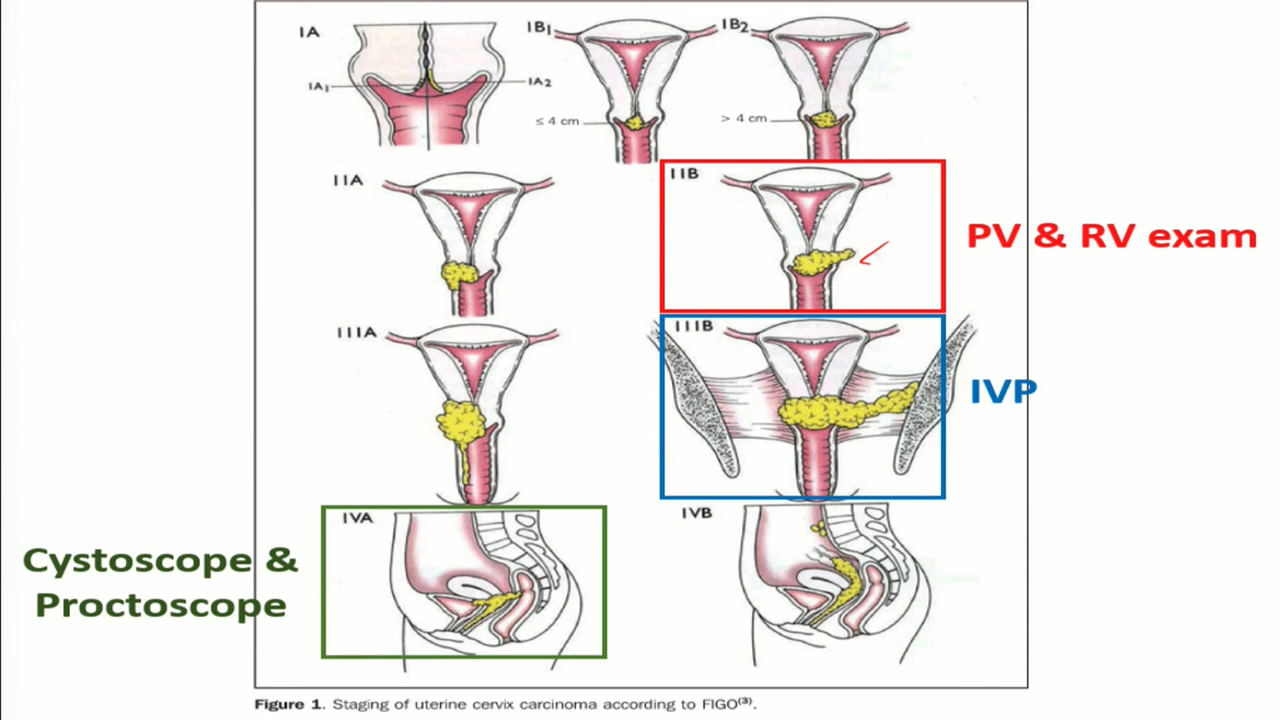 IA
IB1
IB2
IA1
IA2
≤ 4 cm
> 4 cm
IIA
IIB
PV & RV exam
IIIA
IIIB
IVP
IVA
IVB
Cystoscope &
Proctoscope
Figure 1. Staging of uterine cervix carcinoma according to FIGO(3).